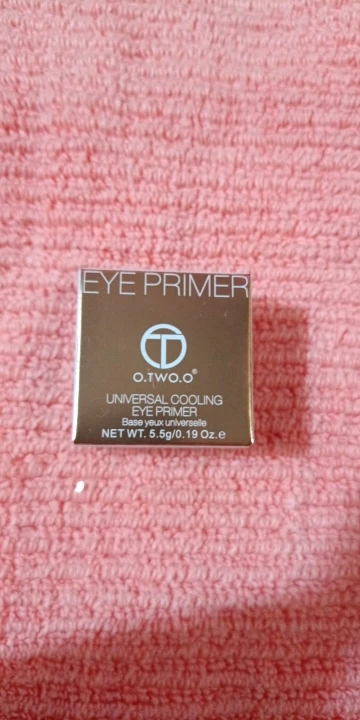 EYE PRIMER
O.TWO.O®
UNIVERSAL COOLING
EYE PRIMER
Base yeux universelle
NET WT. 5.5g/0.19 Oz.e